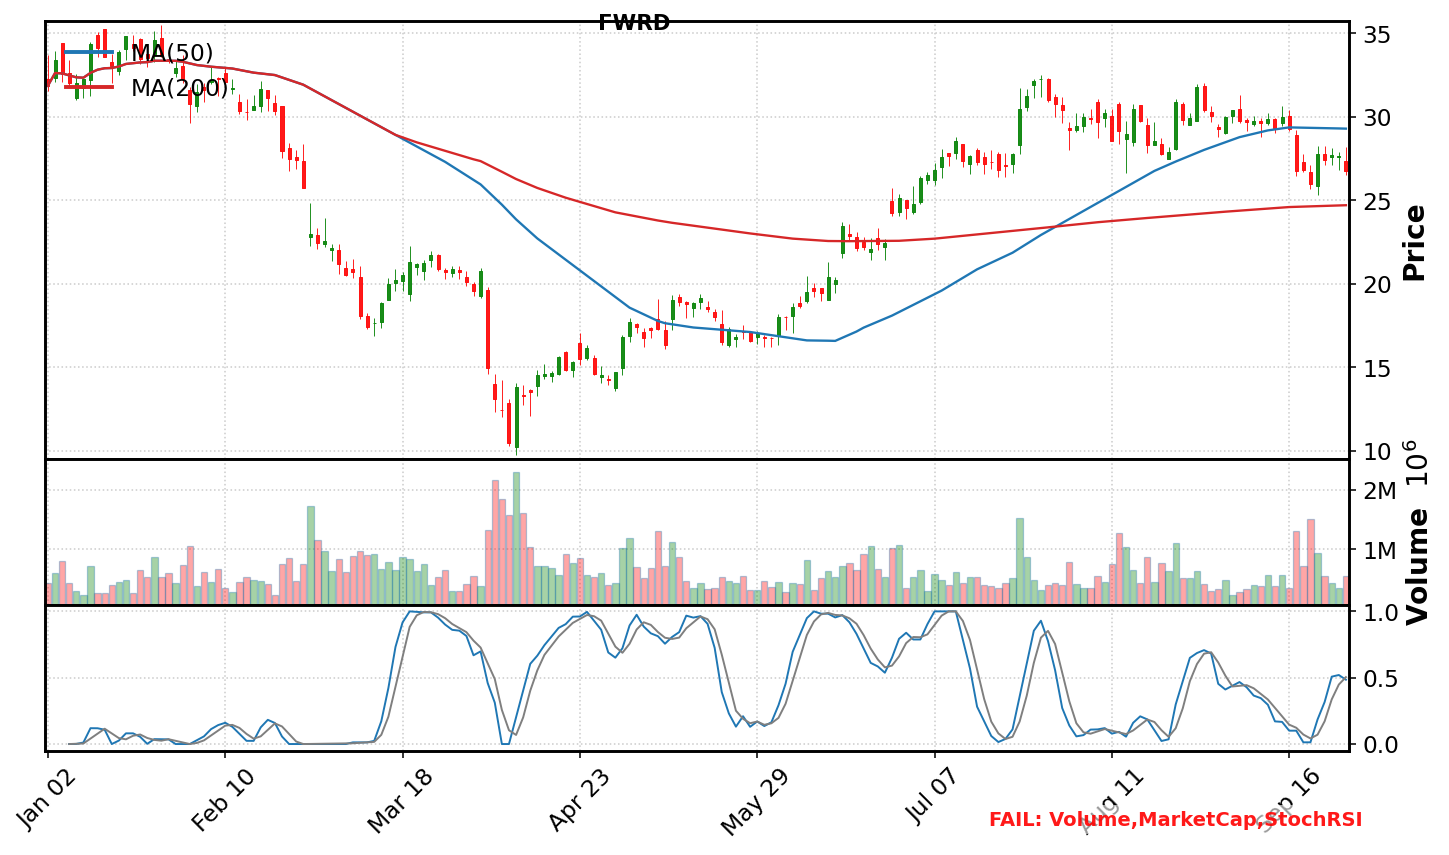 FWRD
MA(50)
MA(200)
35
30
25
20
15
10
Price
10^6
2M
1M
Volume
1.0
0.5
0.0
Jan 02
Feb 10
Mar 18
Apr 23
May 29
Jul 07
Aug 11
Sep 16
FAIL: Volume,MarketCap,StochRSI